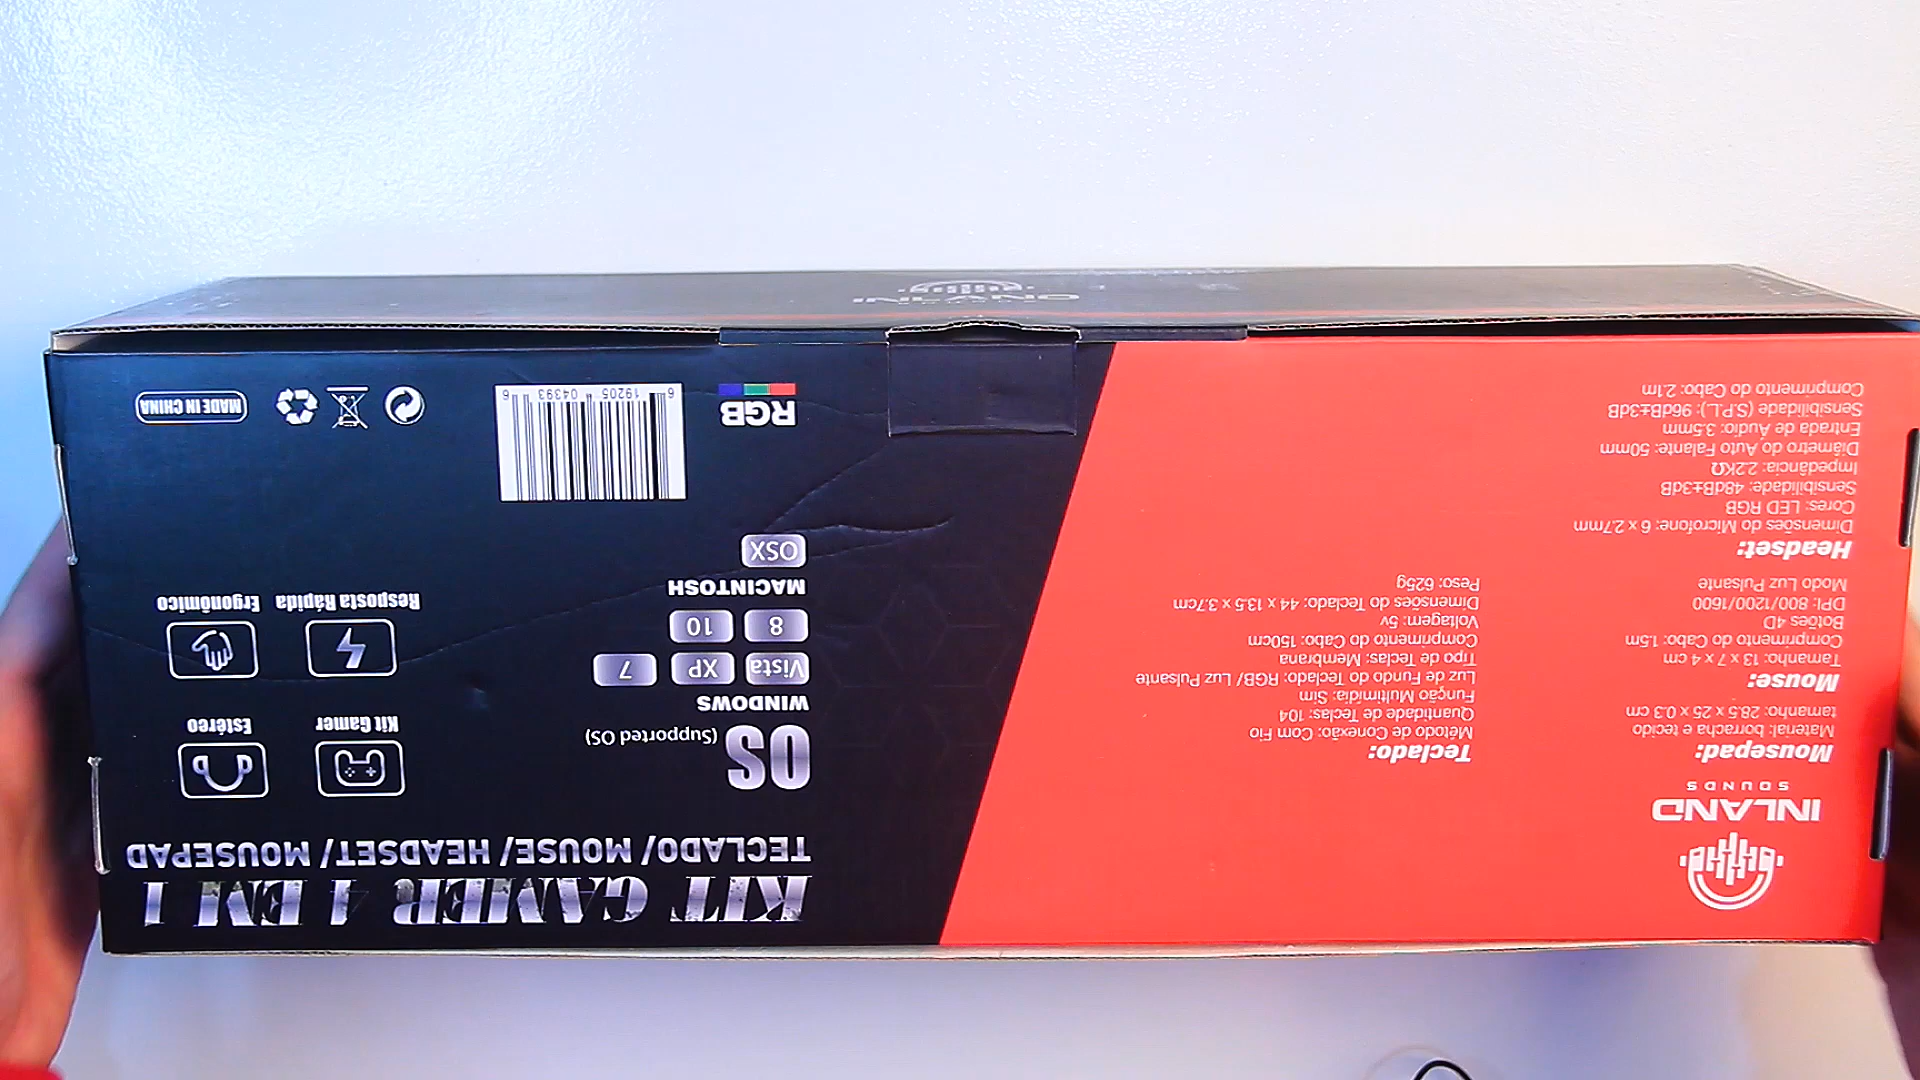 INLAND
SOUNDS
Mousepad:
Material: borracha e tecido
tamanho: 28.5 x 25 x 0.3 cm
Mouse:
Tamanho: 13 x 7 x 4 cm
Comprimento do Cabo: 1.5m
Botões 4D
DPI: 800/1200/1600
Modo Luz Pulsante
Headset:
Dimensões do Microfone: 6 x 2.7mm
Cores: LED RGB
Sensibilidade: 48dB±3dB
Impedância: 2.2KΩ
Diâmetro do Auto Falante: 50mm
Entrada de Áudio: 3.5mm
Sensibilidade (S.P.L.): 96dB±3dB
Comprimento do Cabo: 2.1m
Teclado:
Método de Conexão: Com Fio
Quantidade de Teclas: 104
Função Multimídia: Sim
Luz de Fundo do Teclado: RGB/ Luz Pulsante
Tipo de Teclas: Membrana
Comprimento do Cabo: 150cm
Voltagem: 5v
Dimensões do Teclado: 44 x 13.5 x 3.7cm
Peso: 625g
KIT GAMER 4 EM 1
TECLADO/ MOUSE/ HEADSET/ MOUSEPAD
OS (Supported OS)
WINDOWS
Vista XP 7
8 10
MACINTOSH
OSX
Kit Gamer Estéreo
Resposta Rápida Ergonômico
RGB
6 19205 04393 6
MADE IN CHINA
INLAND